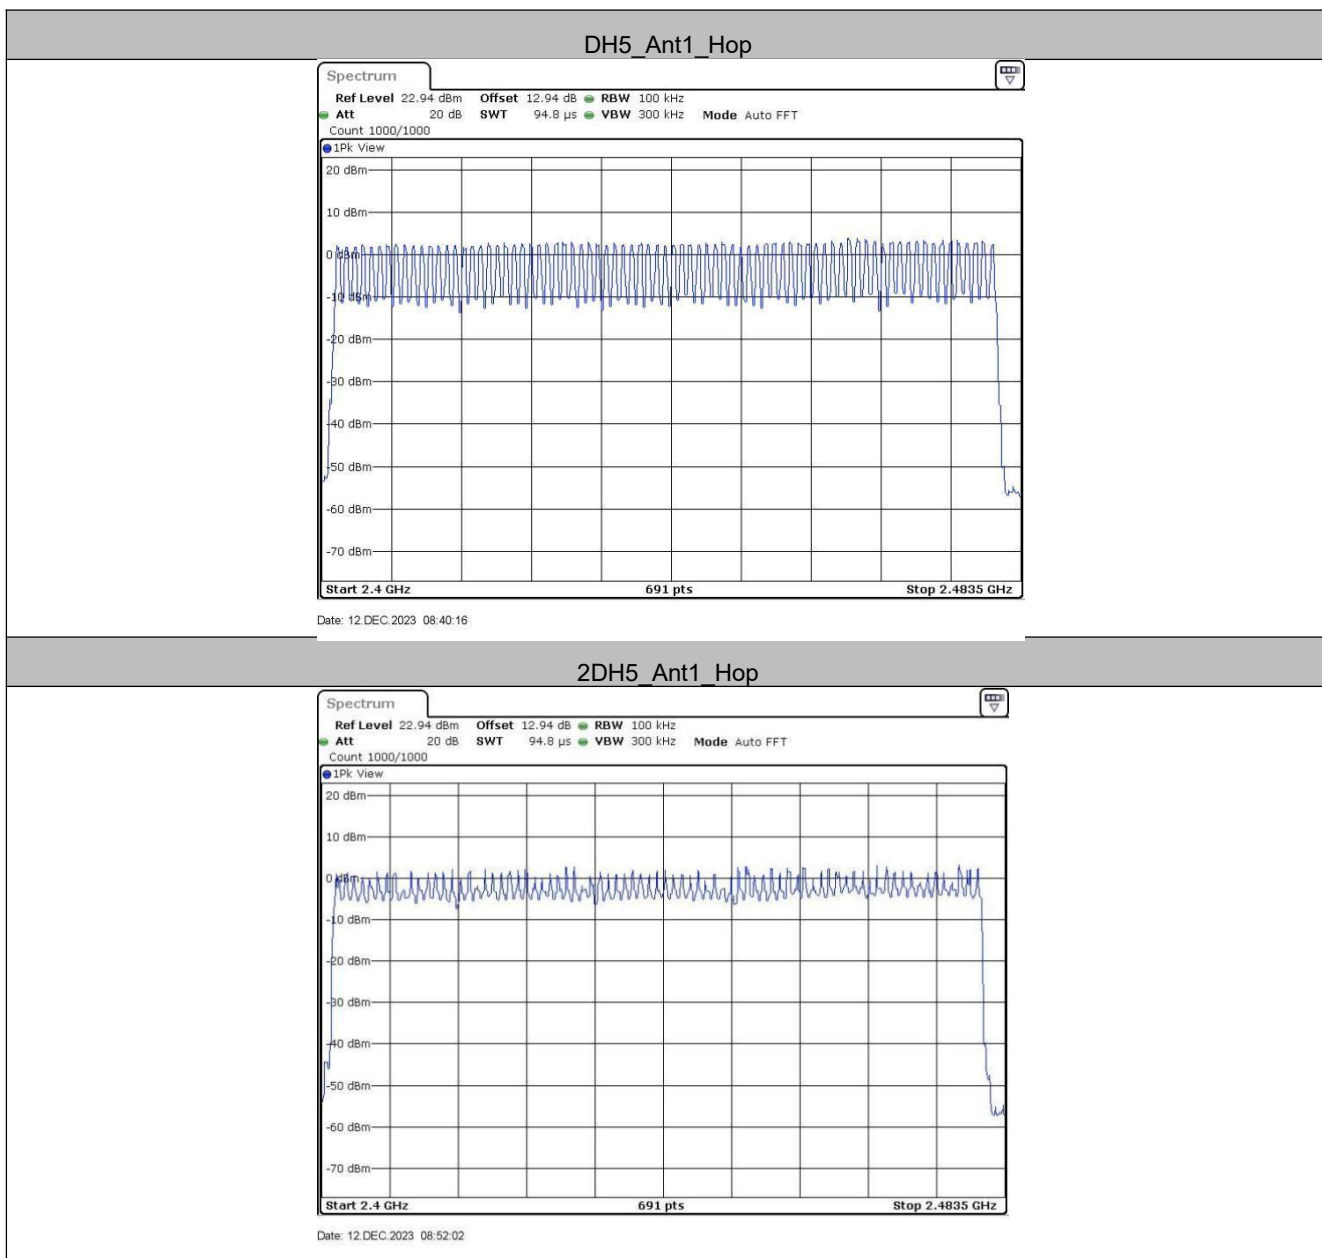 DH5_Ant1_Hop
Spectrum
Ref Level 22.94 dBm Offset 12.94 dB RBW 100 kHz
Att 20 dB SWT 94.8 µs VBW 300 kHz Mode Auto FFT
Count 1000/1000
1Pk View
20 dBm
10 dBm
0 dBm
-10 dBm
-20 dBm
-30 dBm
-40 dBm
-50 dBm
-60 dBm
-70 dBm
Start 2.4 GHz 691 pts Stop 2.4835 GHz
Date: 12.DEC.2023 08:40:16
2DH5_Ant1_Hop
Spectrum
Ref Level 22.94 dBm Offset 12.94 dB RBW 100 kHz
Att 20 dB SWT 94.8 µs VBW 300 kHz Mode Auto FFT
Count 1000/1000
1Pk View
20 dBm
10 dBm
0 dBm
-10 dBm
-20 dBm
-30 dBm
-40 dBm
-50 dBm
-60 dBm
-70 dBm
Start 2.4 GHz 691 pts Stop 2.4835 GHz
Date: 12.DEC.2023 08:52:02